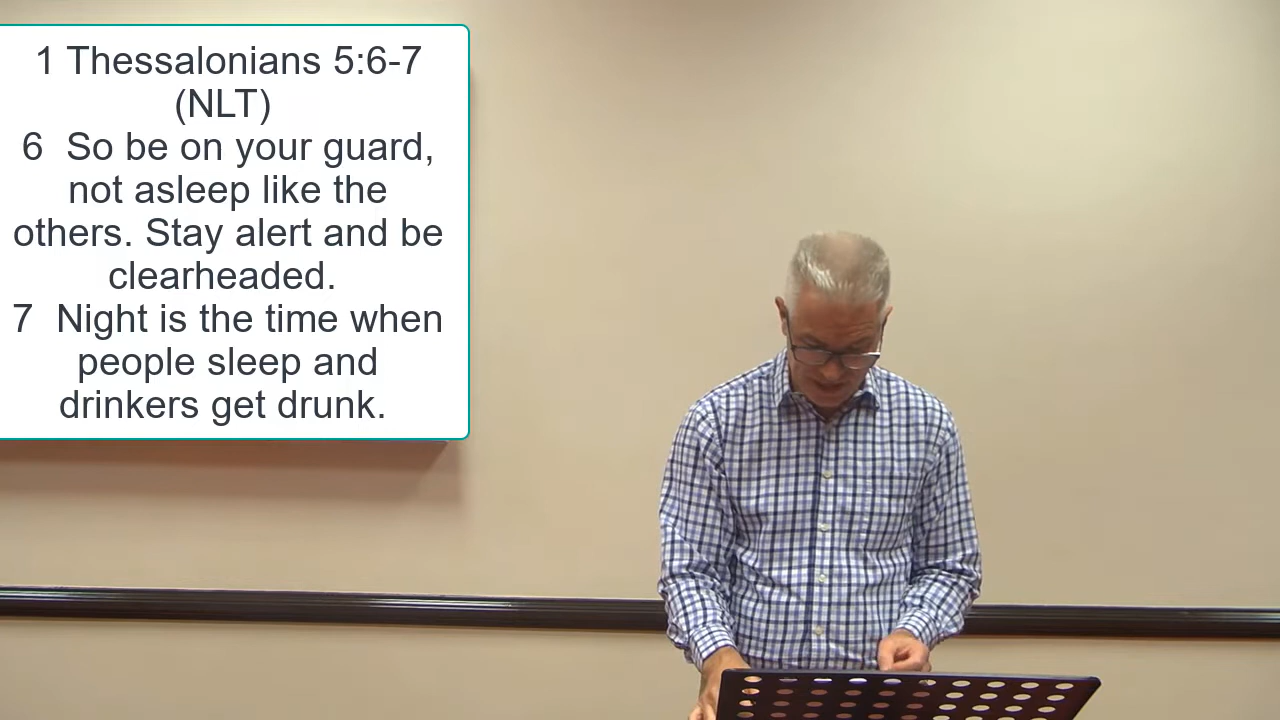 1 Thessalonians 5:6-7
(NLT)
6 So be on your guard,
not asleep like the
others. Stay alert and be
clearheaded.
7 Night is the time when
people sleep and
drinkers get drunk.